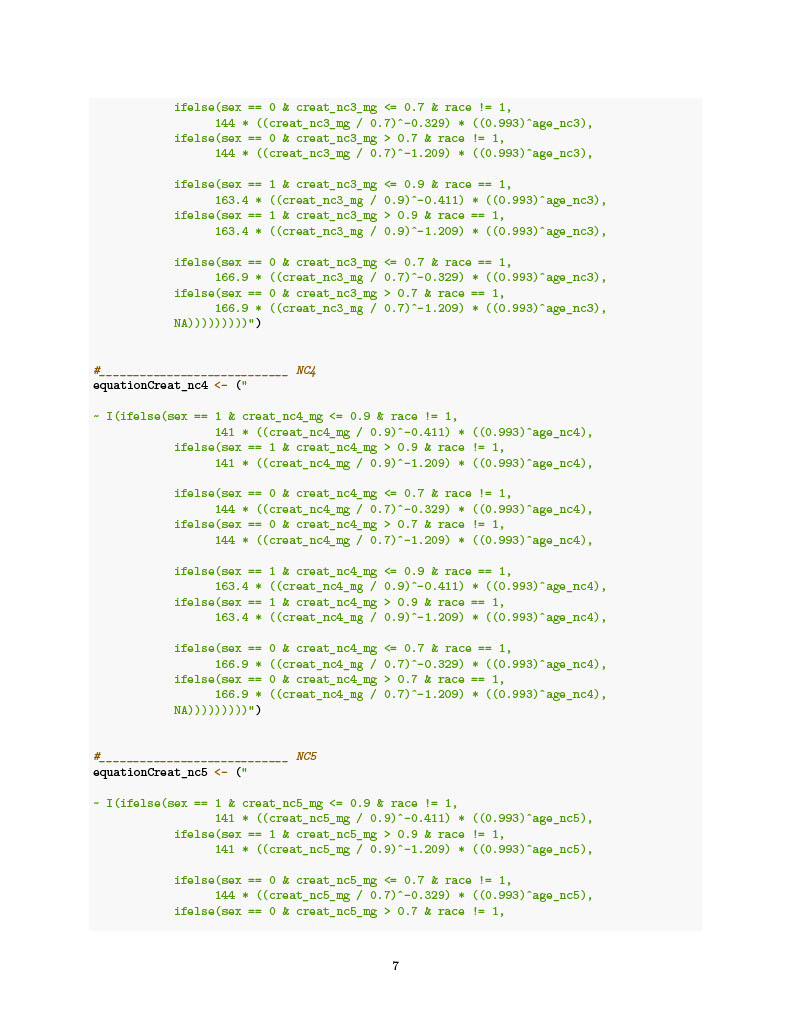 ifelse(sex == 0 & creat_nc3_mg <= 0.7 & race != 1,
144 * ((creat_nc3_mg / 0.7)^-0.329) * ((0.993)^age_nc3),
ifelse(sex == 0 & creat_nc3_mg > 0.7 & race != 1,
144 * ((creat_nc3_mg / 0.7)^-1.209) * ((0.993)^age_nc3),
ifelse(sex == 1 & creat_nc3_mg <= 0.9 & race == 1,
163.4 * ((creat_nc3_mg / 0.9)^-0.411) * ((0.993)^age_nc3),
ifelse(sex == 1 & creat_nc3_mg > 0.9 & race == 1,
163.4 * ((creat_nc3_mg / 0.9)^-1.209) * ((0.993)^age_nc3),
ifelse(sex == 0 & creat_nc3_mg <= 0.7 & race == 1,
166.9 * ((creat_nc3_mg / 0.7)^-0.329) * ((0.993)^age_nc3),
ifelse(sex == 0 & creat_nc3_mg > 0.7 & race == 1,
166.9 * ((creat_nc3_mg / 0.7)^-1.209) * ((0.993)^age_nc3),
NA)))))))))")
#____________________________ NC4
equationCreat_nc4 <- ("
~ I(ifelse(sex == 1 & creat_nc4_mg <= 0.9 & race != 1,
141 * ((creat_nc4_mg / 0.9)^-0.411) * ((0.993)^age_nc4),
ifelse(sex == 1 & creat_nc4_mg > 0.9 & race != 1,
141 * ((creat_nc4_mg / 0.9)^-1.209) * ((0.993)^age_nc4),
ifelse(sex == 0 & creat_nc4_mg <= 0.7 & race != 1,
144 * ((creat_nc4_mg / 0.7)^-0.329) * ((0.993)^age_nc4),
ifelse(sex == 0 & creat_nc4_mg > 0.7 & race != 1,
144 * ((creat_nc4_mg / 0.7)^-1.209) * ((0.993)^age_nc4),
ifelse(sex == 1 & creat_nc4_mg <= 0.9 & race == 1,
163.4 * ((creat_nc4_mg / 0.9)^-0.411) * ((0.993)^age_nc4),
ifelse(sex == 1 & creat_nc4_mg > 0.9 & race == 1,
163.4 * ((creat_nc4_mg / 0.9)^-1.209) * ((0.993)^age_nc4),
ifelse(sex == 0 & creat_nc4_mg <= 0.7 & race == 1,
166.9 * ((creat_nc4_mg / 0.7)^-0.329) * ((0.993)^age_nc4),
ifelse(sex == 0 & creat_nc4_mg > 0.7 & race == 1,
166.9 * ((creat_nc4_mg / 0.7)^-1.209) * ((0.993)^age_nc4),
NA)))))))))")
#____________________________ NC5
equationCreat_nc5 <- ("
~ I(ifelse(sex == 1 & creat_nc5_mg <= 0.9 & race != 1,
141 * ((creat_nc5_mg / 0.9)^-0.411) * ((0.993)^age_nc5),
ifelse(sex == 1 & creat_nc5_mg > 0.9 & race != 1,
141 * ((creat_nc5_mg / 0.9)^-1.209) * ((0.993)^age_nc5),
ifelse(sex == 0 & creat_nc5_mg <= 0.7 & race != 1,
144 * ((creat_nc5_mg / 0.7)^-0.329) * ((0.993)^age_nc5),
ifelse(sex == 0 & creat_nc5_mg > 0.7 & race != 1,
7